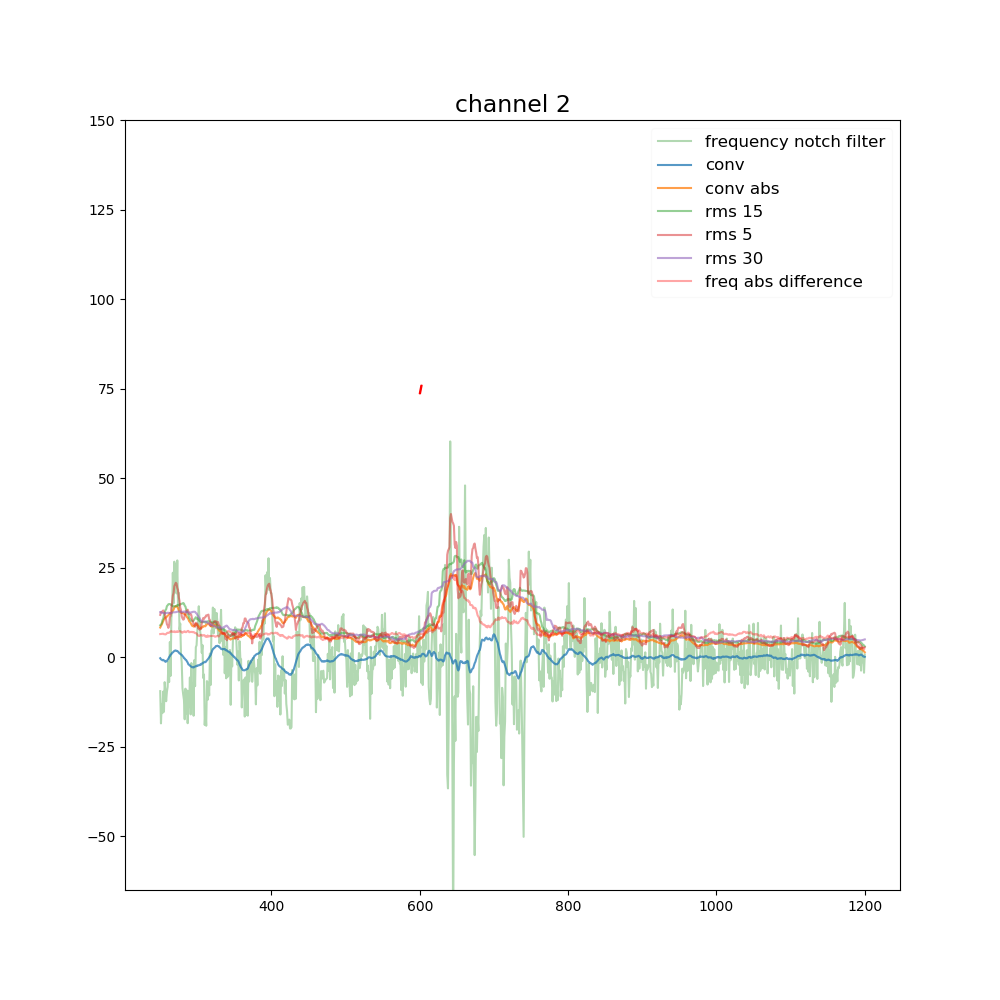 channel 2
150
125
100
75
50
25
0
−25
−50
400
600
800
1000
1200
frequency notch filter
conv
conv abs
rms 15
rms 5
rms 30
freq abs difference